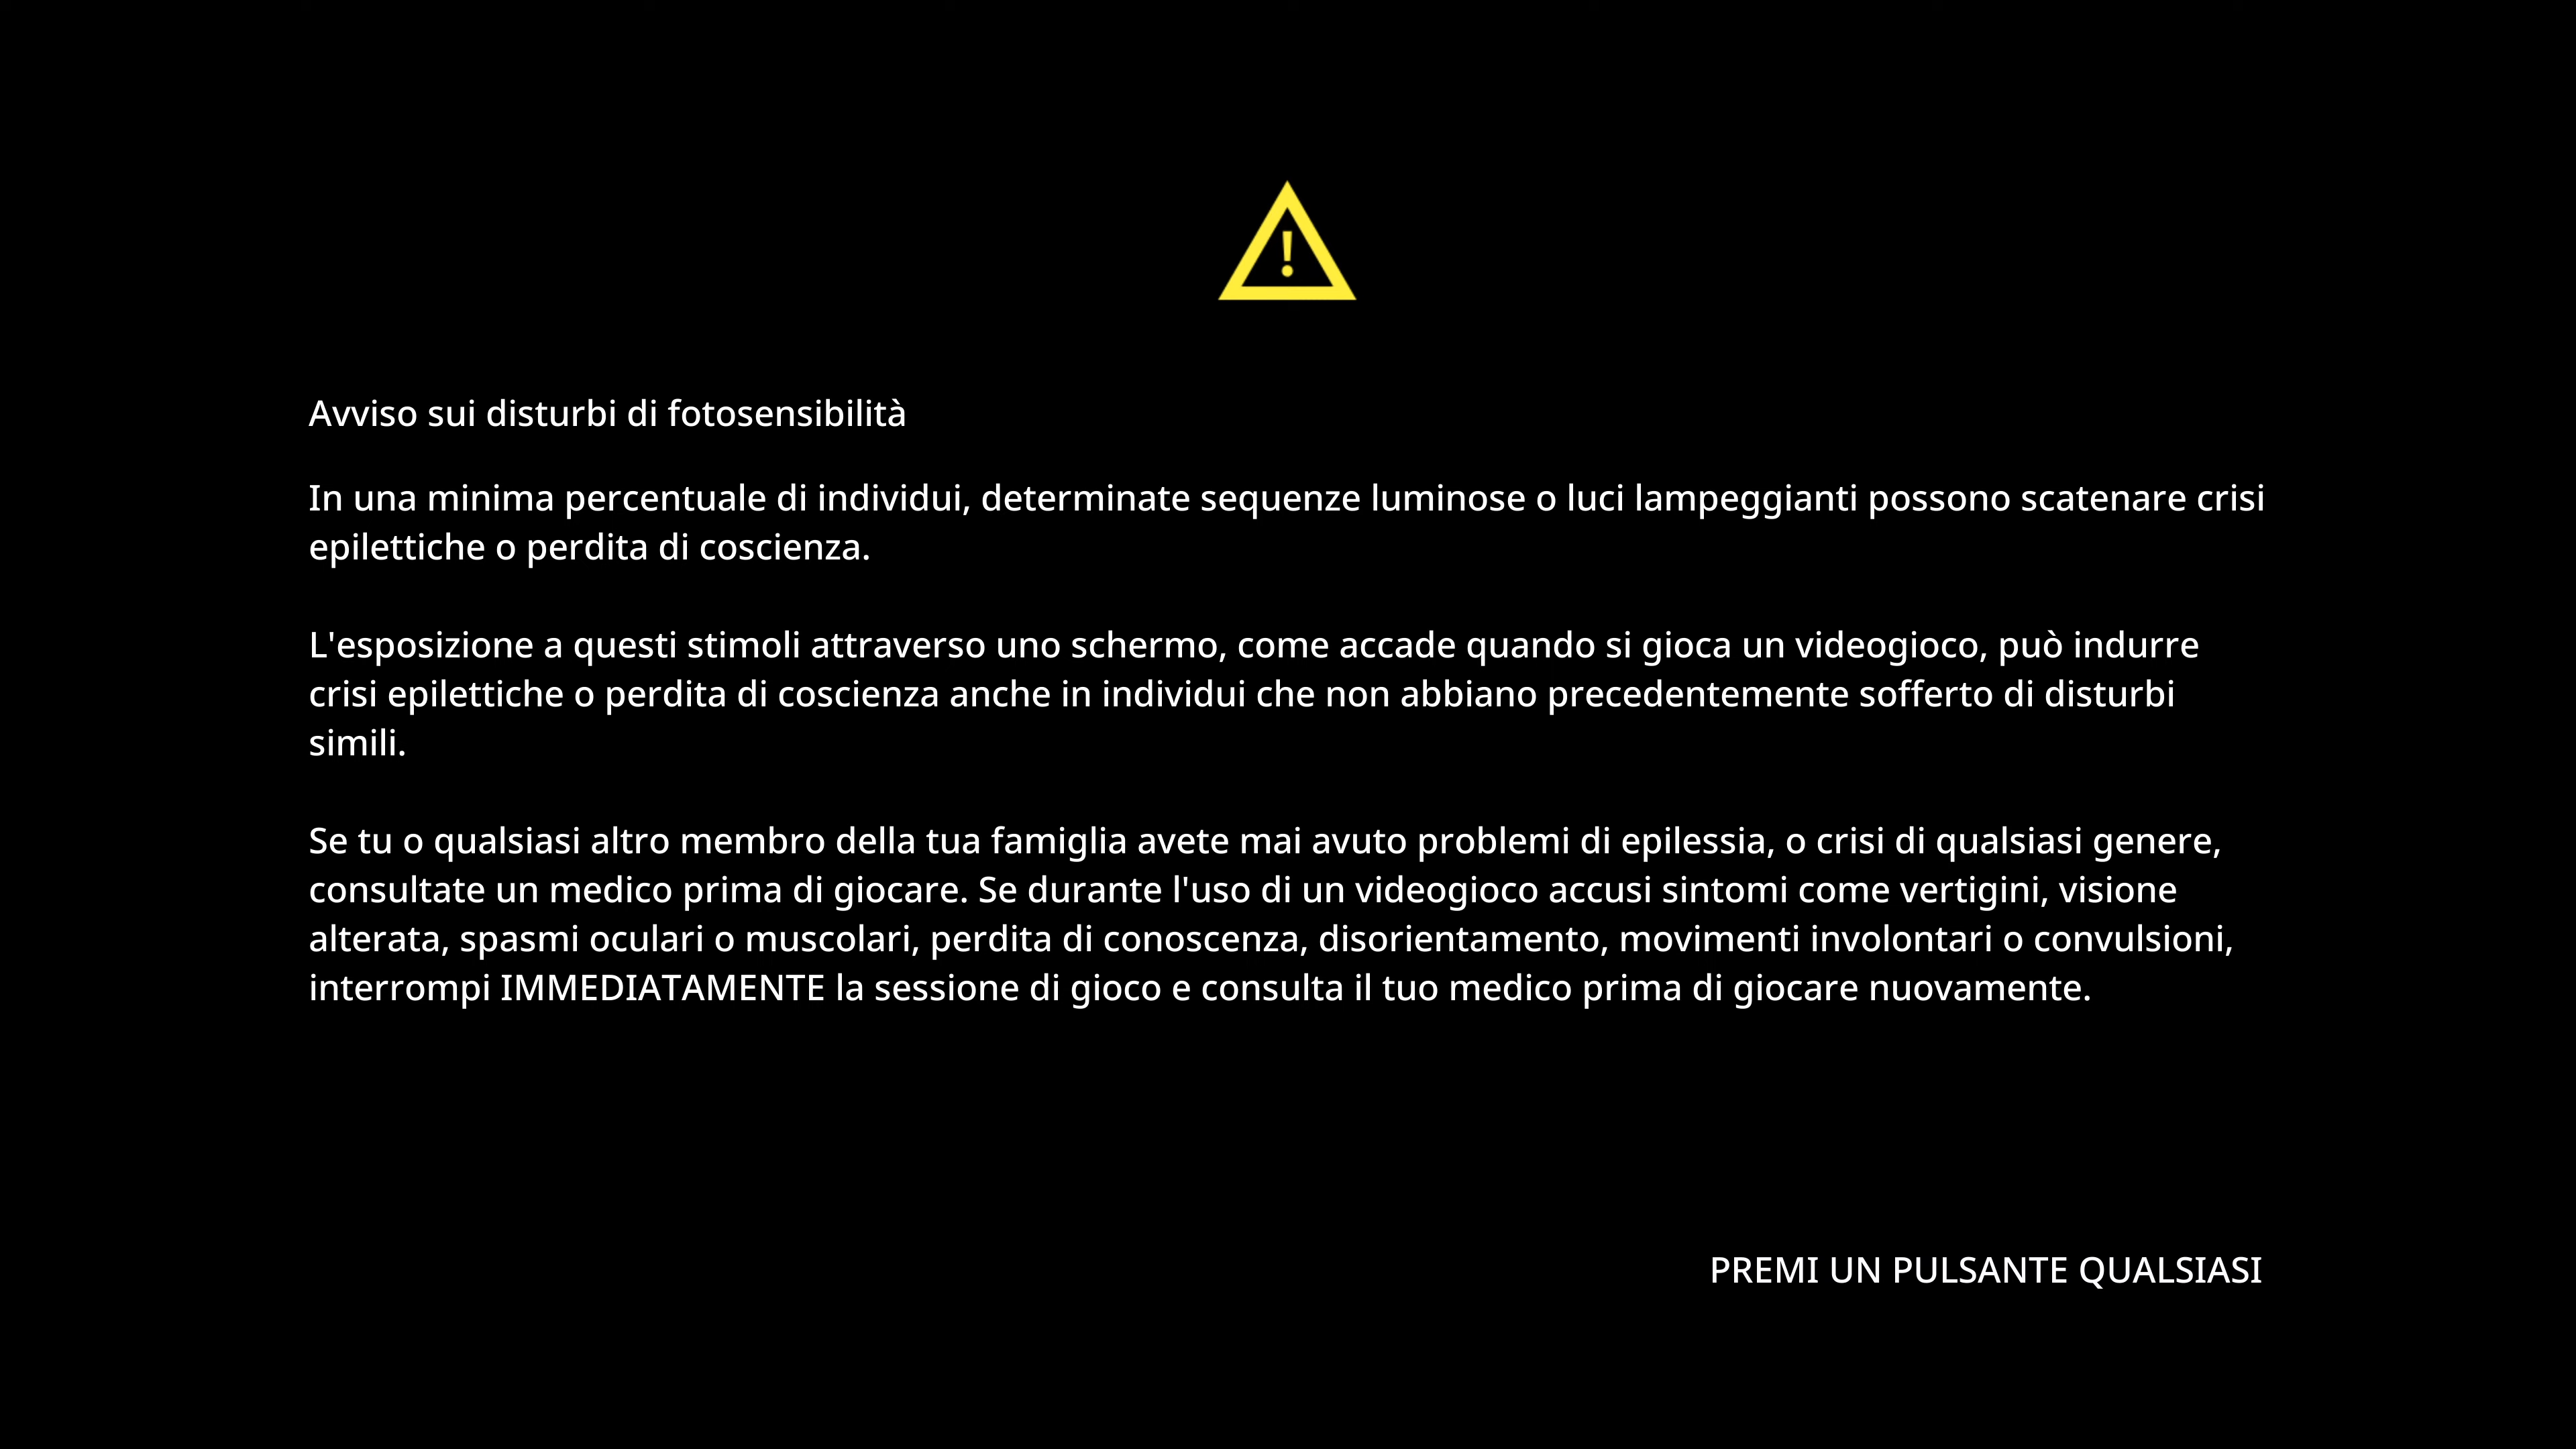 Avviso sui disturbi di fotosensibilità
In una minima percentuale di individui, determinate sequenze luminose o luci lampeggianti possono scatenare crisi
epilettiche o perdita di coscienza.
L'esposizione a questi stimoli attraverso uno schermo, come accade quando si gioca un videogioco, può indurre
crisi epilettiche o perdita di coscienza anche in individui che non abbiano precedentemente sofferto di disturbi
simili.
Se tu o qualsiasi altro membro della tua famiglia avete mai avuto problemi di epilessia, o crisi di qualsiasi genere,
consultate un medico prima di giocare. Se durante l'uso di un videogioco accusi sintomi come vertigini, visione
alterata, spasmi oculari o muscolari, perdita di conoscenza, disorientamento, movimenti involontari o convulsioni,
interrompi IMMEDIATAMENTE la sessione di gioco e consulta il tuo medico prima di giocare nuovamente.
PREMI UN PULSANTE QUALSIASI